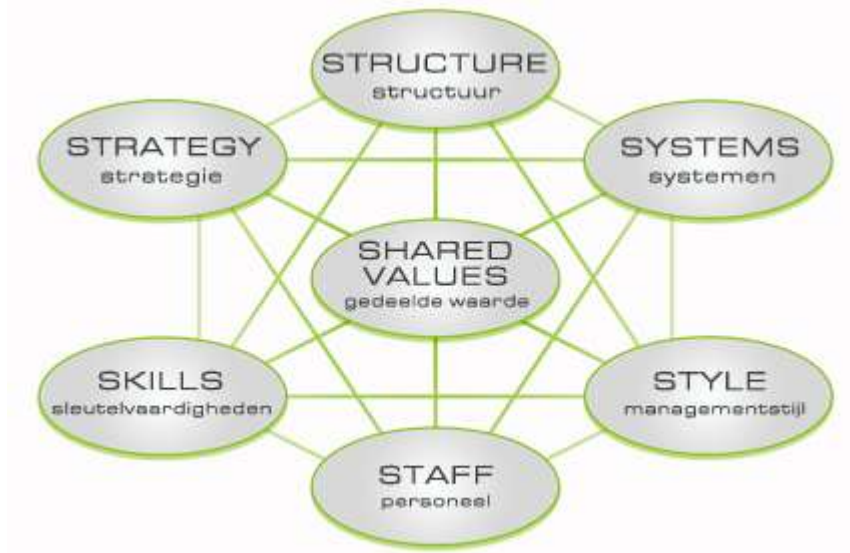 STRUCTURE
structuur
STRATEGY
strategie
SYSTEMS
systemen
SHARED
VALUES
gedeelde waarde
SKILLS
sleutelvaardigheden
STYLE
managementstijl
STAFF
personeel